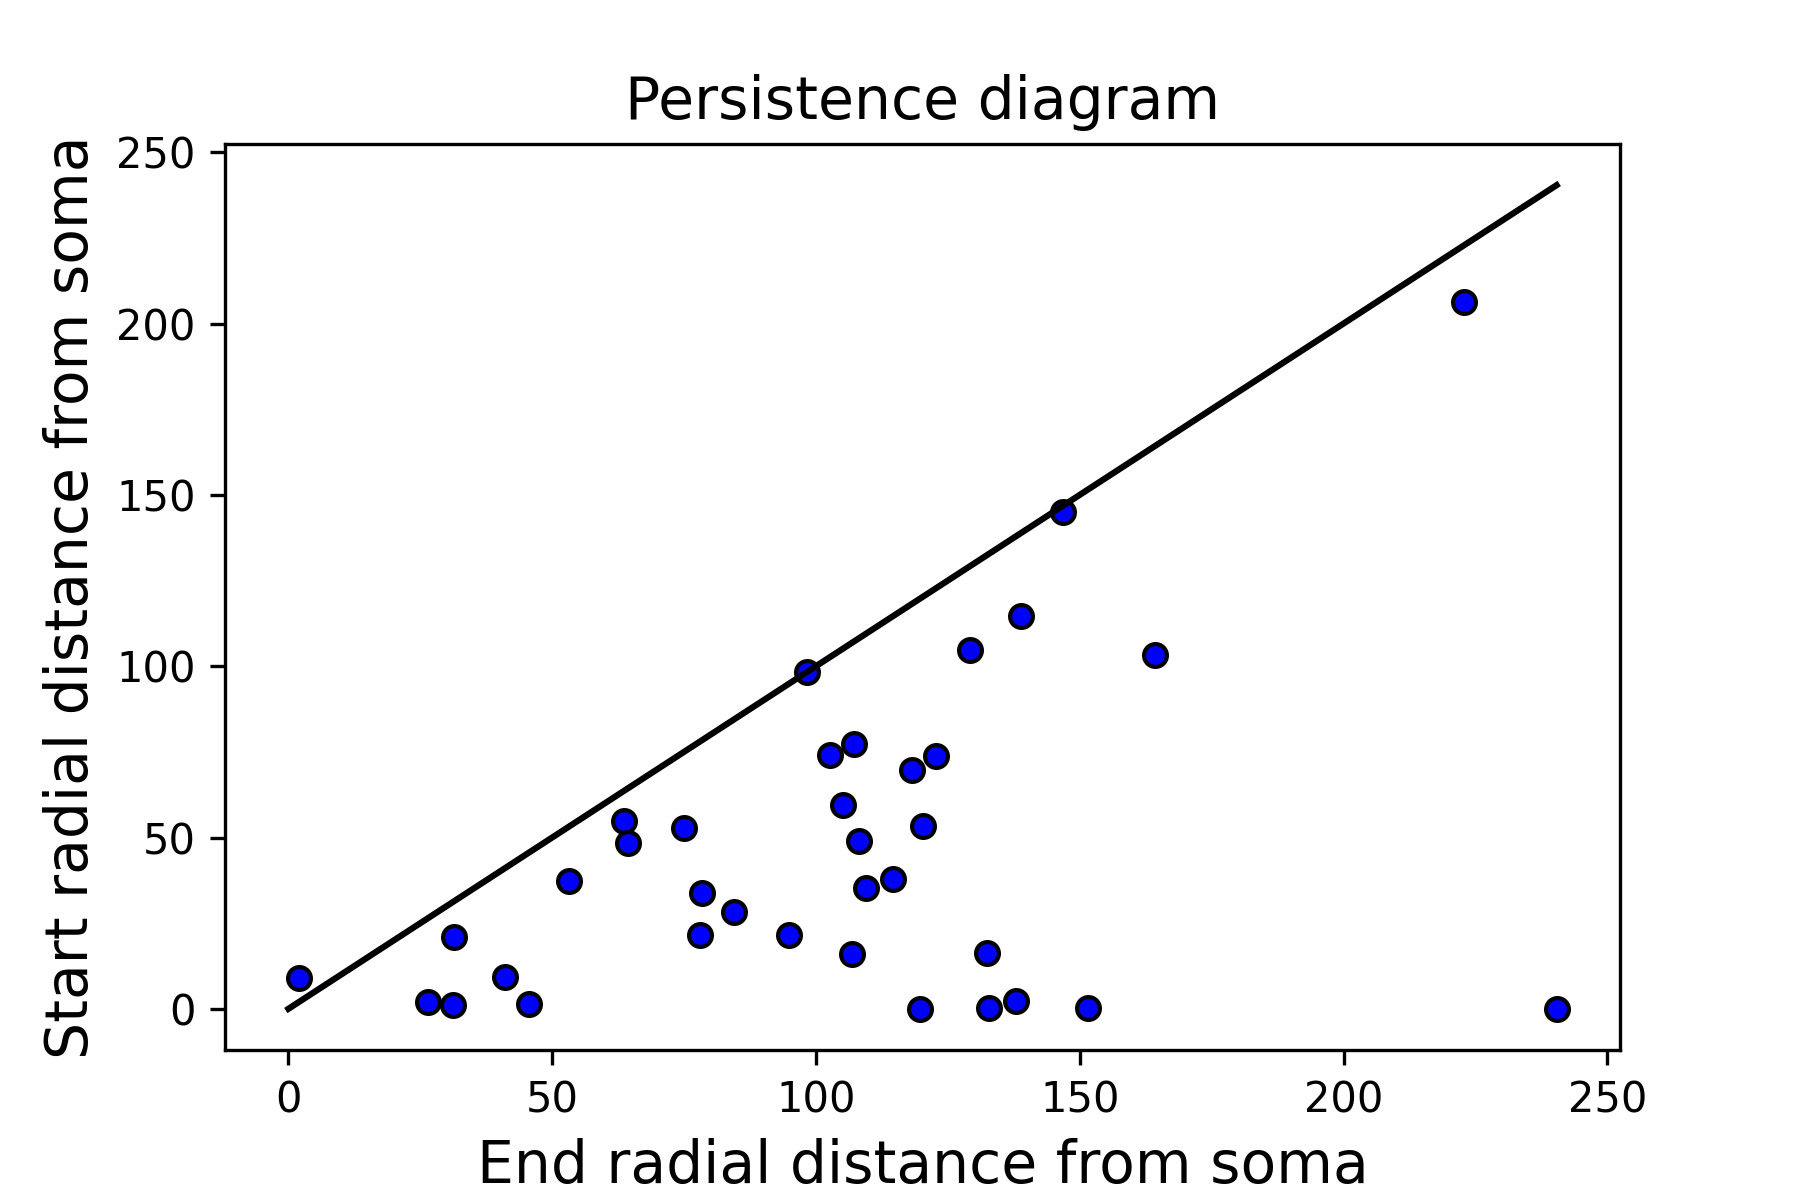 Persistence diagram
Start radial distance from soma
250
200
150
100
50
0
0 50 100 150 200 250
End radial distance from soma